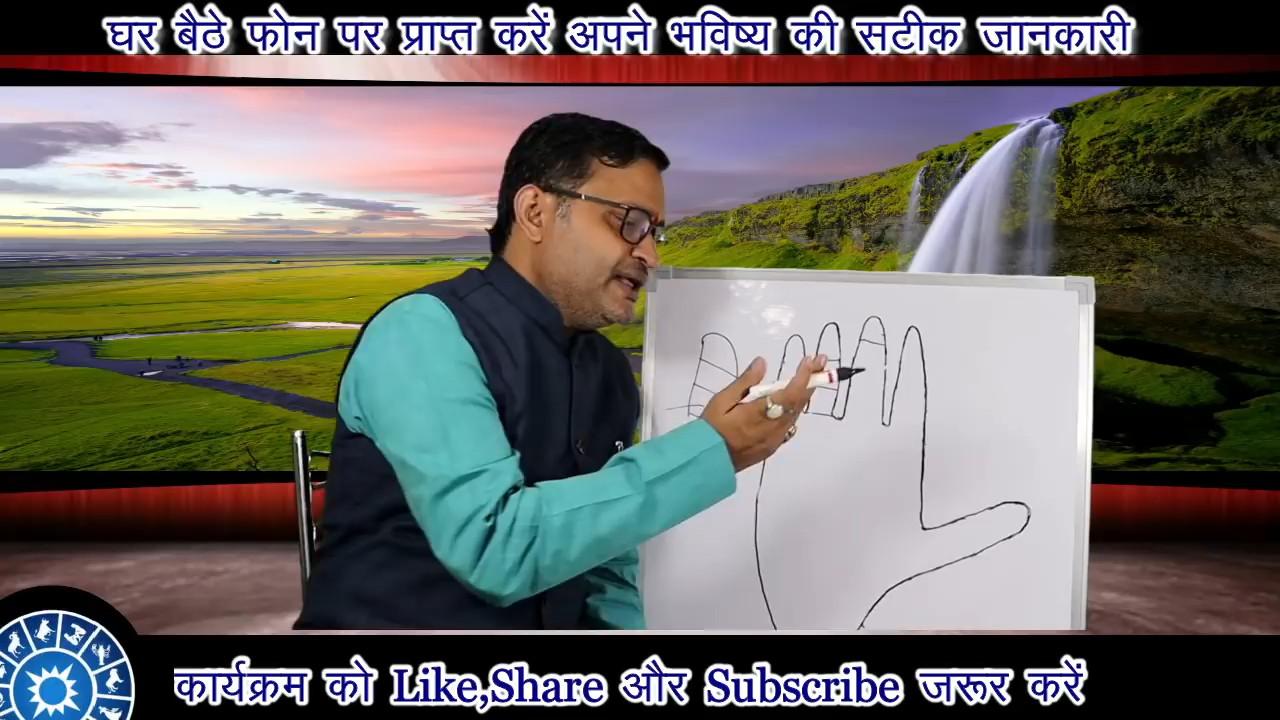 घर बैठे फोन पर प्राप्त करें अपने भविष्य की सटीक जानकारी
कार्यक्रम को Like,Share और Subscribe जरूर करें